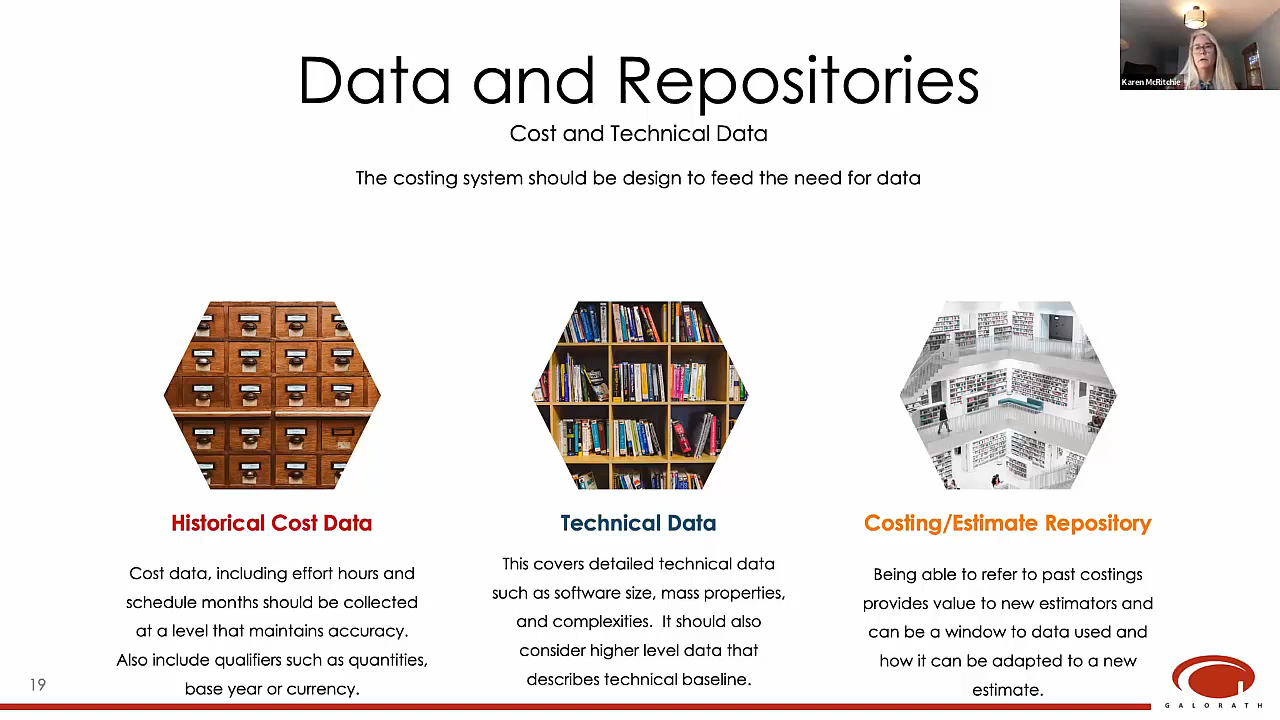 Karen McRitchie
Data and Repositories
Cost and Technical Data
The costing system should be design to feed the need for data
Historical Cost Data
Cost data, including effort hours and
schedule months should be collected
at a level that maintains accuracy.
Also include qualifiers such as quantities,
base year or currency.
Technical Data
This covers detailed technical data
such as software size, mass properties,
and complexities. It should also
consider higher level data that
describes technical baseline.
Costing/Estimate Repository
Being able to refer to past costings
provides value to new estimators and
can be a window to data used and
how it can be adapted to a new
estimate.
19
GALORATH